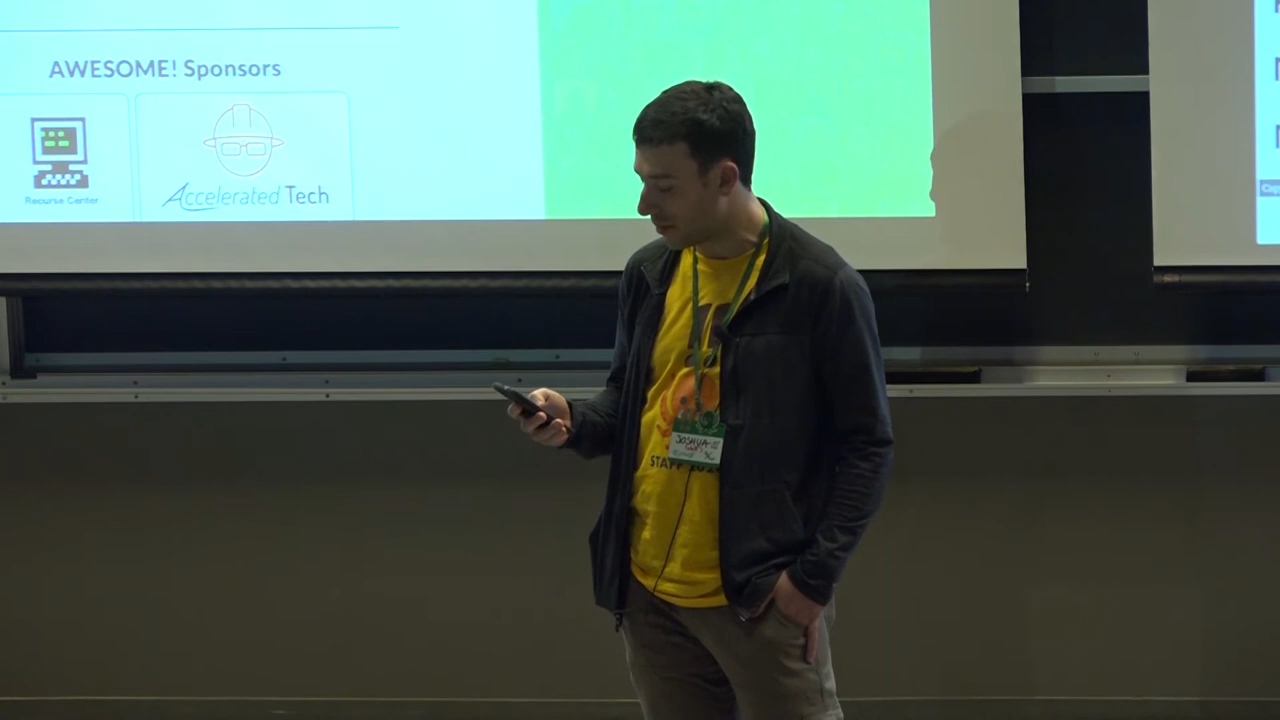 AWESOME! Sponsors
Recurse Center
Accelerated Tech
JOSHUA
STAFF